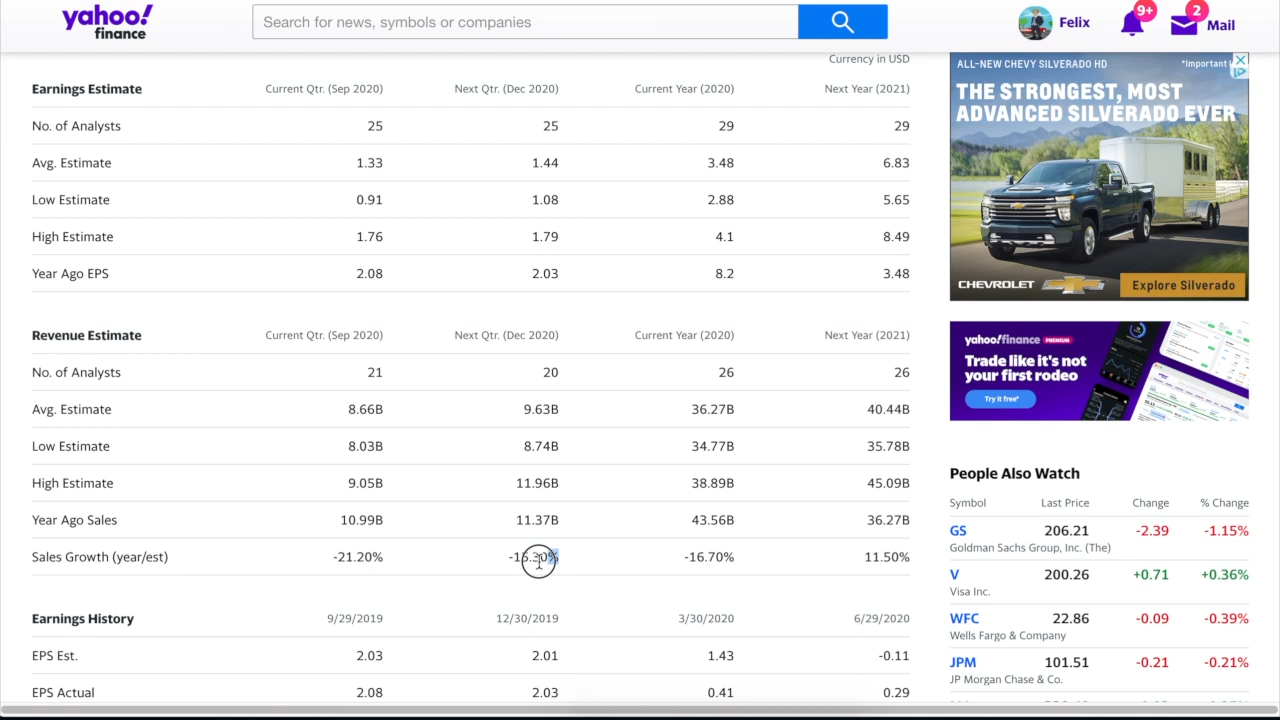 yahoo!
finance
Search for news, symbols or companies
Felix
9+
2
Mail
Currency in USD
Earnings Estimate Current Qtr. (Sep 2020) Next Qtr. (Dec 2020) Current Year (2020) Next Year (2021)
No. of Analysts 25 25 29 29
Avg. Estimate 1.33 1.44 3.48 6.83
Low Estimate 0.91 1.08 2.88 5.65
High Estimate 1.76 1.79 4.1 8.49
Year Ago EPS 2.08 2.03 8.2 3.48
Revenue Estimate Current Qtr. (Sep 2020) Next Qtr. (Dec 2020) Current Year (2020) Next Year (2021)
No. of Analysts 21 20 26 26
Avg. Estimate 8.66B 9.63B 36.27B 40.44B
Low Estimate 8.03B 8.74B 34.77B 35.78B
High Estimate 9.05B 11.96B 38.89B 45.09B
Year Ago Sales 10.99B 11.37B 43.56B 36.27B
Sales Growth (year/est) -21.20% -15.30% -16.70% 11.50%
Earnings History 9/29/2019 12/30/2019 3/30/2020 6/29/2020
EPS Est. 2.03 2.01 1.43 -0.11
EPS Actual 2.08 2.03 0.41 0.29
ALL-NEW CHEVY SILVERADO HD *Important
THE STRONGEST, MOST
ADVANCED SILVERADO EVER
CHEVROLET Explore Silverado
yahoo!finance PREMIUM
Trade like it's not
your first rodeo
Try it free*
People Also Watch
Symbol Last Price Change % Change
GS 206.21 -2.39 -1.15%
Goldman Sachs Group, Inc. (The)
V 200.26 +0.71 +0.36%
Visa Inc.
WFC 22.86 -0.09 -0.39%
Wells Fargo & Company
JPM 101.51 -0.21 -0.21%
JP Morgan Chase & Co.